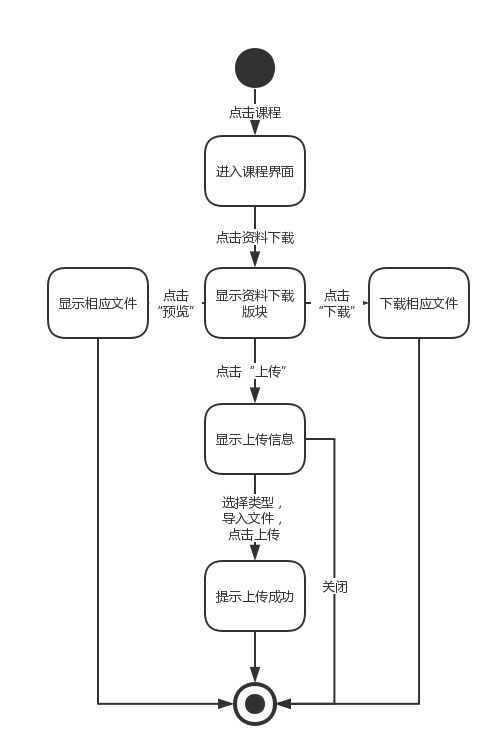 点击课程
进入课程界面
点击资料下载
显示相应文件
点击
“预览”
显示资料下载
版块
点击
“下载”
下载相应文件
点击“上传”
显示上传信息
选择类型，
导入文件，
点击上传
关闭
提示上传成功